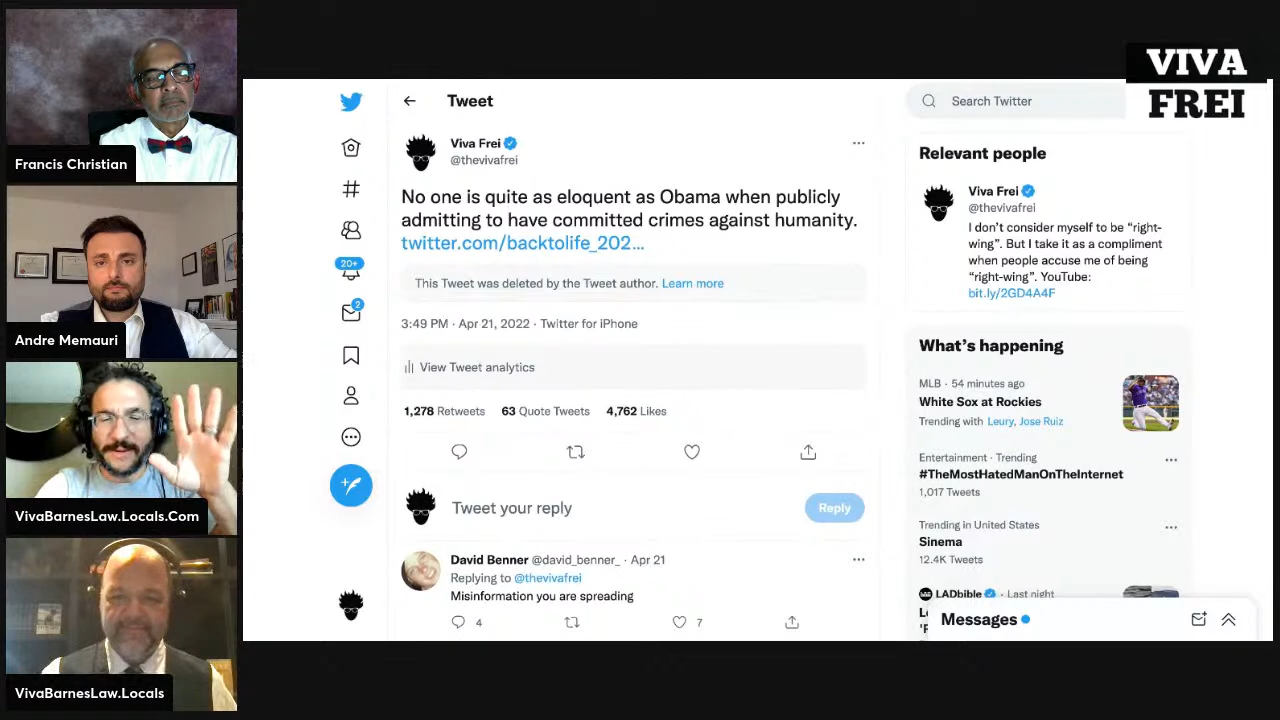 Francis Christian
Andre Memauri
VivaBarnesLaw.Locals.Com
VivaBarnesLaw.Locals
VIVA
FREI
20+
2
Tweet
Viva Frei
@thevivafrei
No one is quite as eloquent as Obama when publicly
admitting to have committed crimes against humanity.
twitter.com/backtolife_202...
This Tweet was deleted by the Tweet author. Learn more
3:49 PM · Apr 21, 2022 · Twitter for iPhone
View Tweet analytics
1,278 Retweets 63 Quote Tweets 4,762 Likes
Tweet your reply
Reply
David Benner @david_benner_ · Apr 21
Replying to @thevivafrei
Misinformation you are spreading
4 7
Search Twitter
Relevant people
Viva Frei
@thevivafrei
I don't consider myself to be "right-
wing". But I take it as a compliment
when people accuse me of being
"right-wing". YouTube:
bit.ly/2GD4A4F
What's happening
MLB · 54 minutes ago
White Sox at Rockies
Trending with Leury, Jose Ruiz
Entertainment · Trending
#TheMostHatedManOnTheInternet
1,017 Tweets
Trending in United States
Sinema
12.4K Tweets
LADbible · Last night
Messages